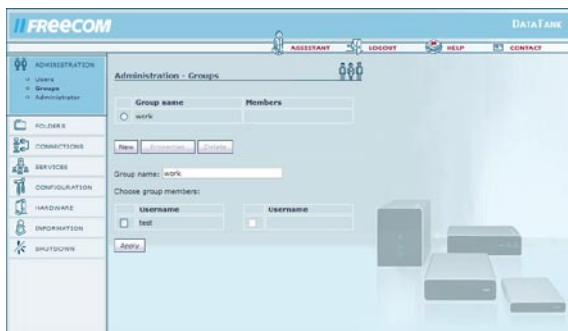 FREECOM
DATATANK
ASSISTANT
LOGOUT
HELP
CONTACT
ADMINISTRATION
Users
Groups
Administrator
FOLDERS
CONNECTIONS
SERVICES
CONFIGURATION
HARDWARE
INFORMATION
SHUTDOWN
Administration - Groups
Group name Members
work
New Properties Delete
Group name: work
Choose group members:
Username Username
test
Apply